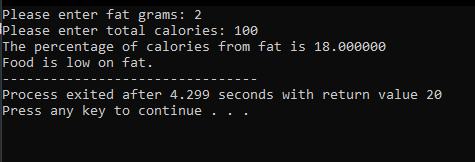 Please enter fat grams: 2
Please enter total calories: 100
The percentage of calories from fat is 18.000000
Food is low on fat.
--------------------------------
Process exited after 4.299 seconds with return value 20
Press any key to continue . . .